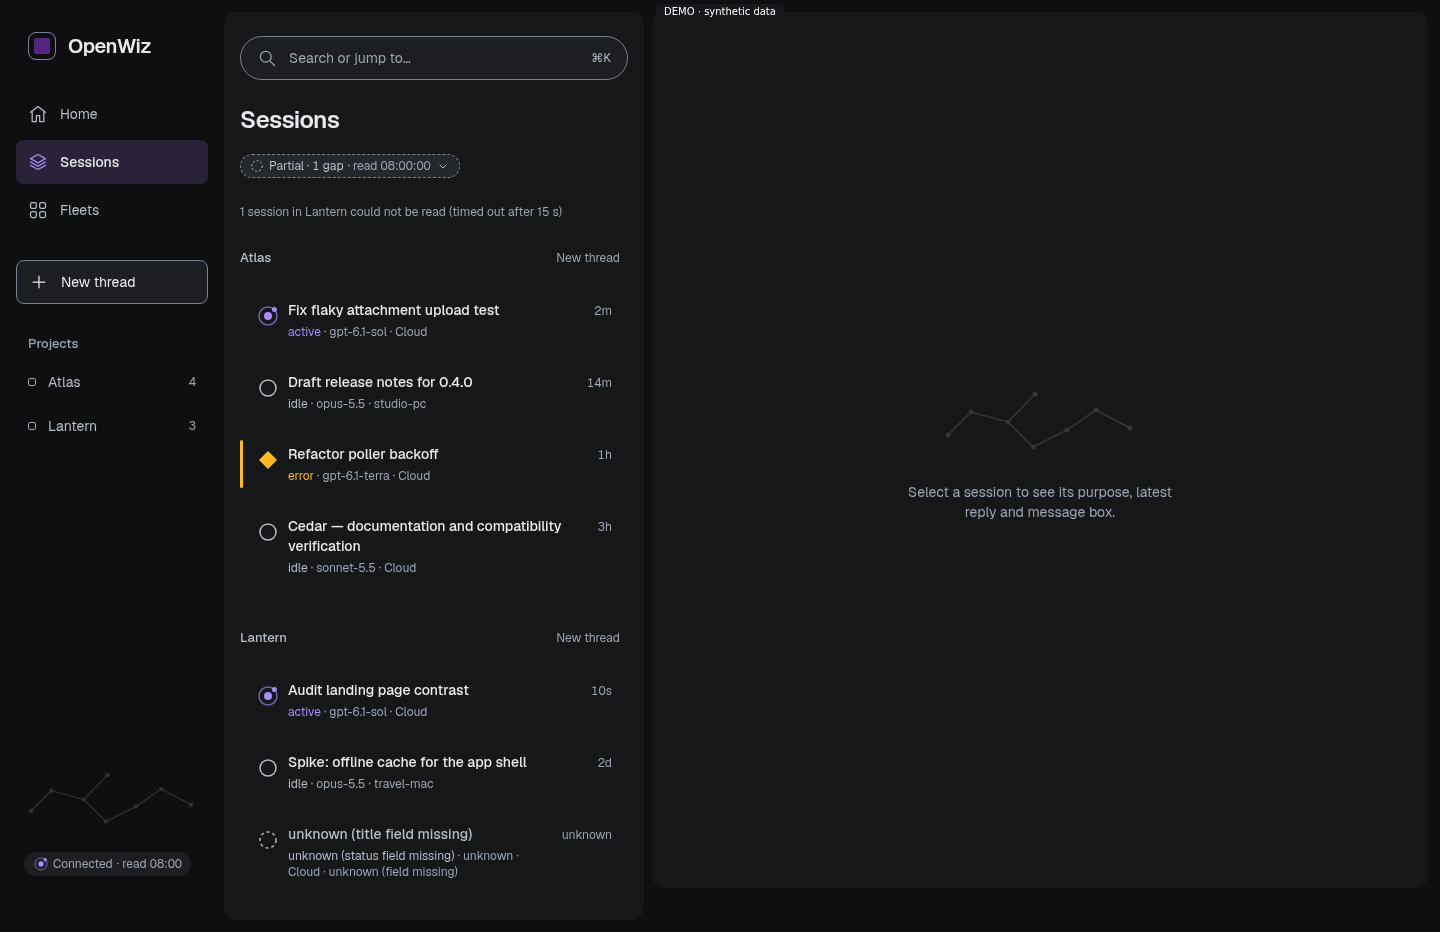 DEMO · synthetic data
OpenWiz
Home
Sessions
Fleets
New thread
Projects
Atlas 4
Lantern 3
Connected · read 08:00
Search or jump to… ⌘K
Sessions
Partial · 1 gap · read 08:00:00
1 session in Lantern could not be read (timed out after 15 s)
Atlas New thread
Fix flaky attachment upload test 2m
active · gpt-6.1-sol · Cloud
Draft release notes for 0.4.0 14m
idle · opus-5.5 · studio-pc
Refactor poller backoff 1h
error · gpt-6.1-terra · Cloud
Cedar — documentation and compatibility 3h
verification
idle · sonnet-5.5 · Cloud
Lantern New thread
Audit landing page contrast 10s
active · gpt-6.1-sol · Cloud
Spike: offline cache for the app shell 2d
idle · opus-5.5 · travel-mac
unknown (title field missing) unknown
unknown (status field missing) · unknown ·
Cloud · unknown (field missing)
Select a session to see its purpose, latest
reply and message box.